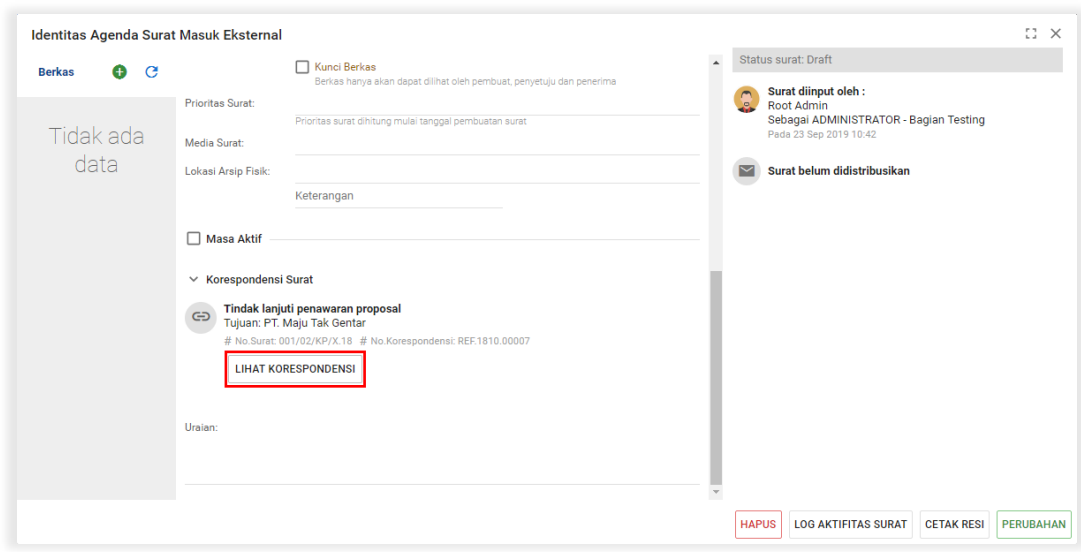 Identitas Agenda Surat Masuk Eksternal
Berkas
Tidak ada
data
Kunci Berkas
Berkas hanya akan dapat dilihat oleh pembuat, penyetuju dan penerima
Prioritas Surat:
Prioritas surat dihitung mulai tanggal pembuatan surat
Media Surat:
Lokasi Arsip Fisik:
Keterangan
Masa Aktif
Korespondensi Surat
Tindak lanjuti penawaran proposal
Tujuan: PT. Maju Tak Gentar
# No.Surat: 001/02/KP/X.18 # No.Korespondensi: REF.1810.00007
LIHAT KORESPONDENSI
Uraian:
Status surat: Draft
Surat diinput oleh :
Root Admin
Sebagai ADMINISTRATOR - Bagian Testing
Pada 23 Sep 2019 10:42
Surat belum didistribusikan
HAPUS
LOG AKTIFITAS SURAT
CETAK RESI
PERUBAHAN